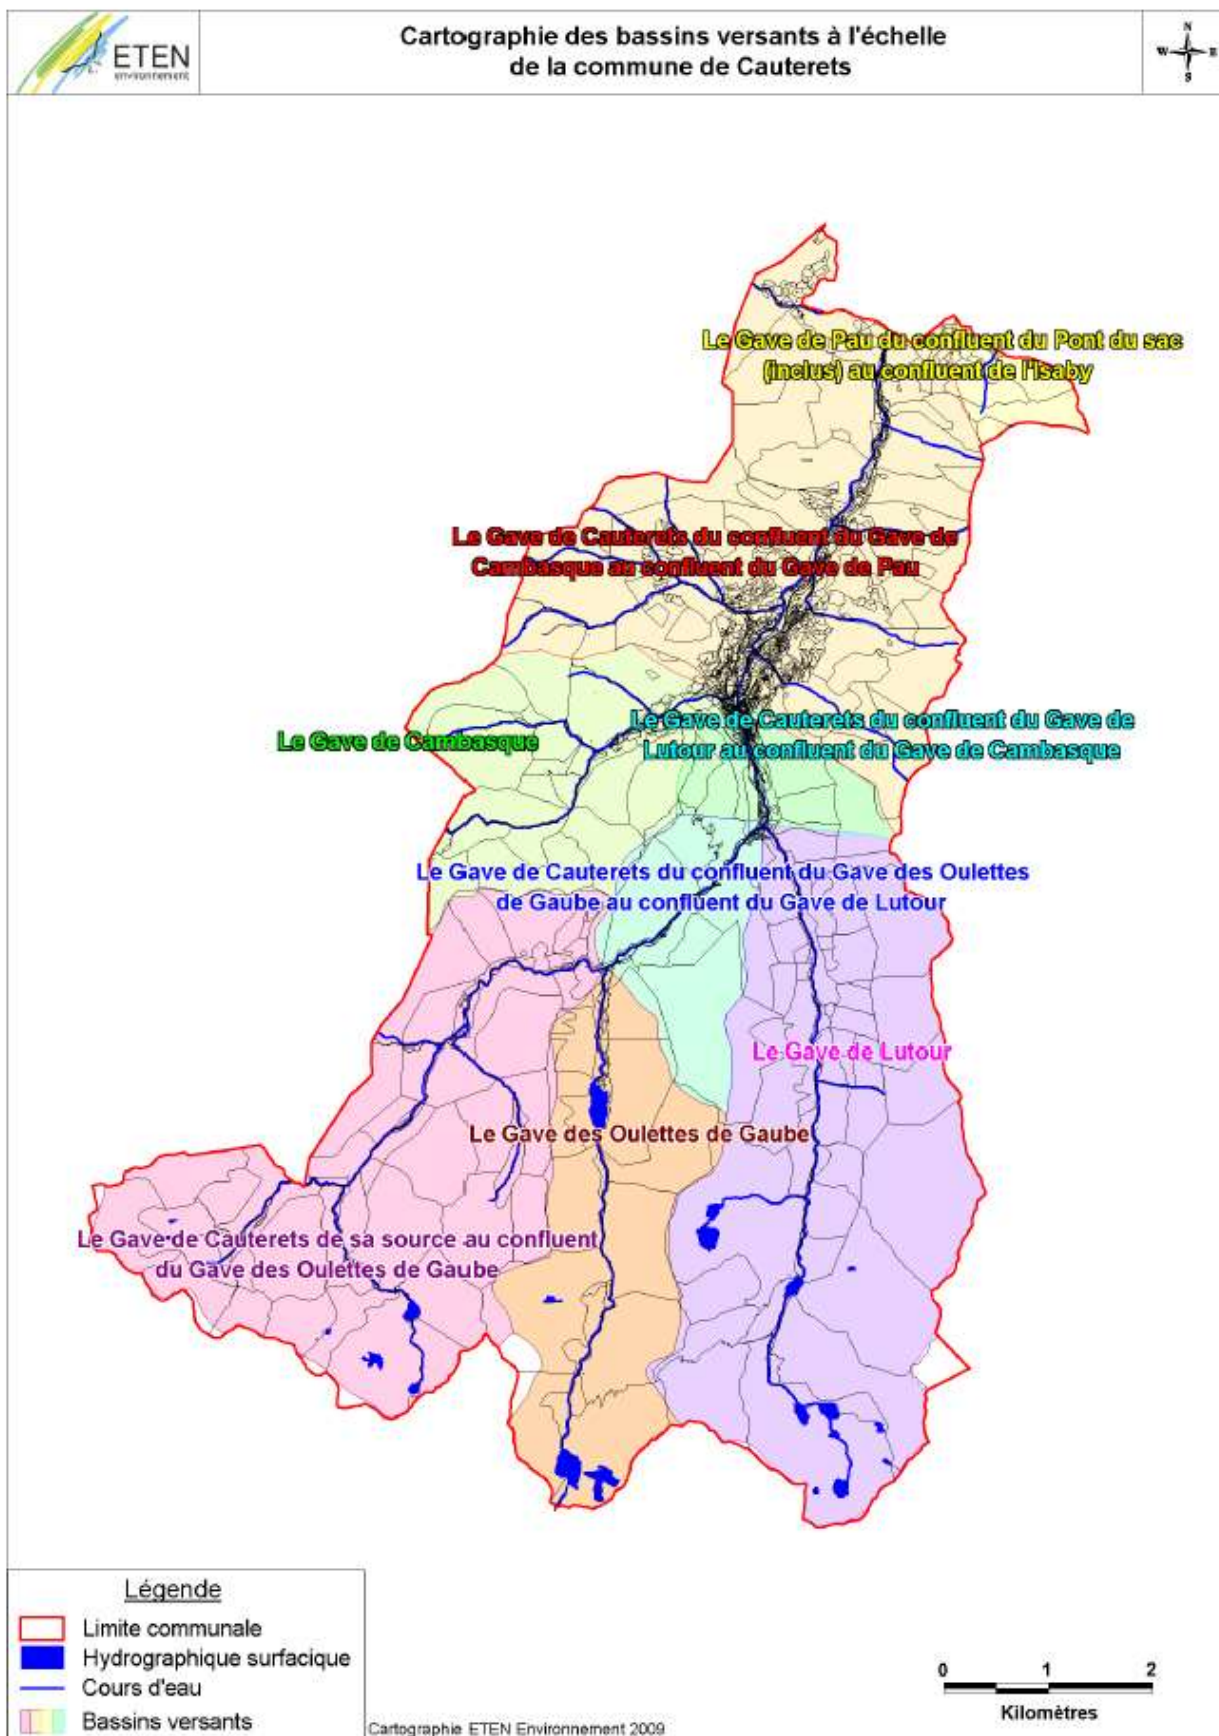 ETEN
environnement
Cartographie des bassins versants à l'échelle
de la commune de Cauterets
N
W
E
S
Le Gave de Pau du confluent du Pont du sac
(inclus) au confluent de l'Isaby
Le Gave de Cauterets du confluent du Gave de
Cambasque au confluent du Gave de Pau
Le Gave de Cauterets du confluent du Gave de
Lutour au confluent du Gave de Cambasque
Le Gave de Cambasque
Le Gave de Cauterets du confluent du Gave des Oulettes
de Gaube au confluent du Gave de Lutour
Le Gave de Lutour
Le Gave des Oulettes de Gaube
Le Gave de Cauterets de sa source au confluent
du Gave des Oulettes de Gaube
Légende
Limite communale
Hydrographique surfacique
Cours d'eau
Bassins versants
0 1 2
Kilomètres
Cartographie ETEN Environnement 2009